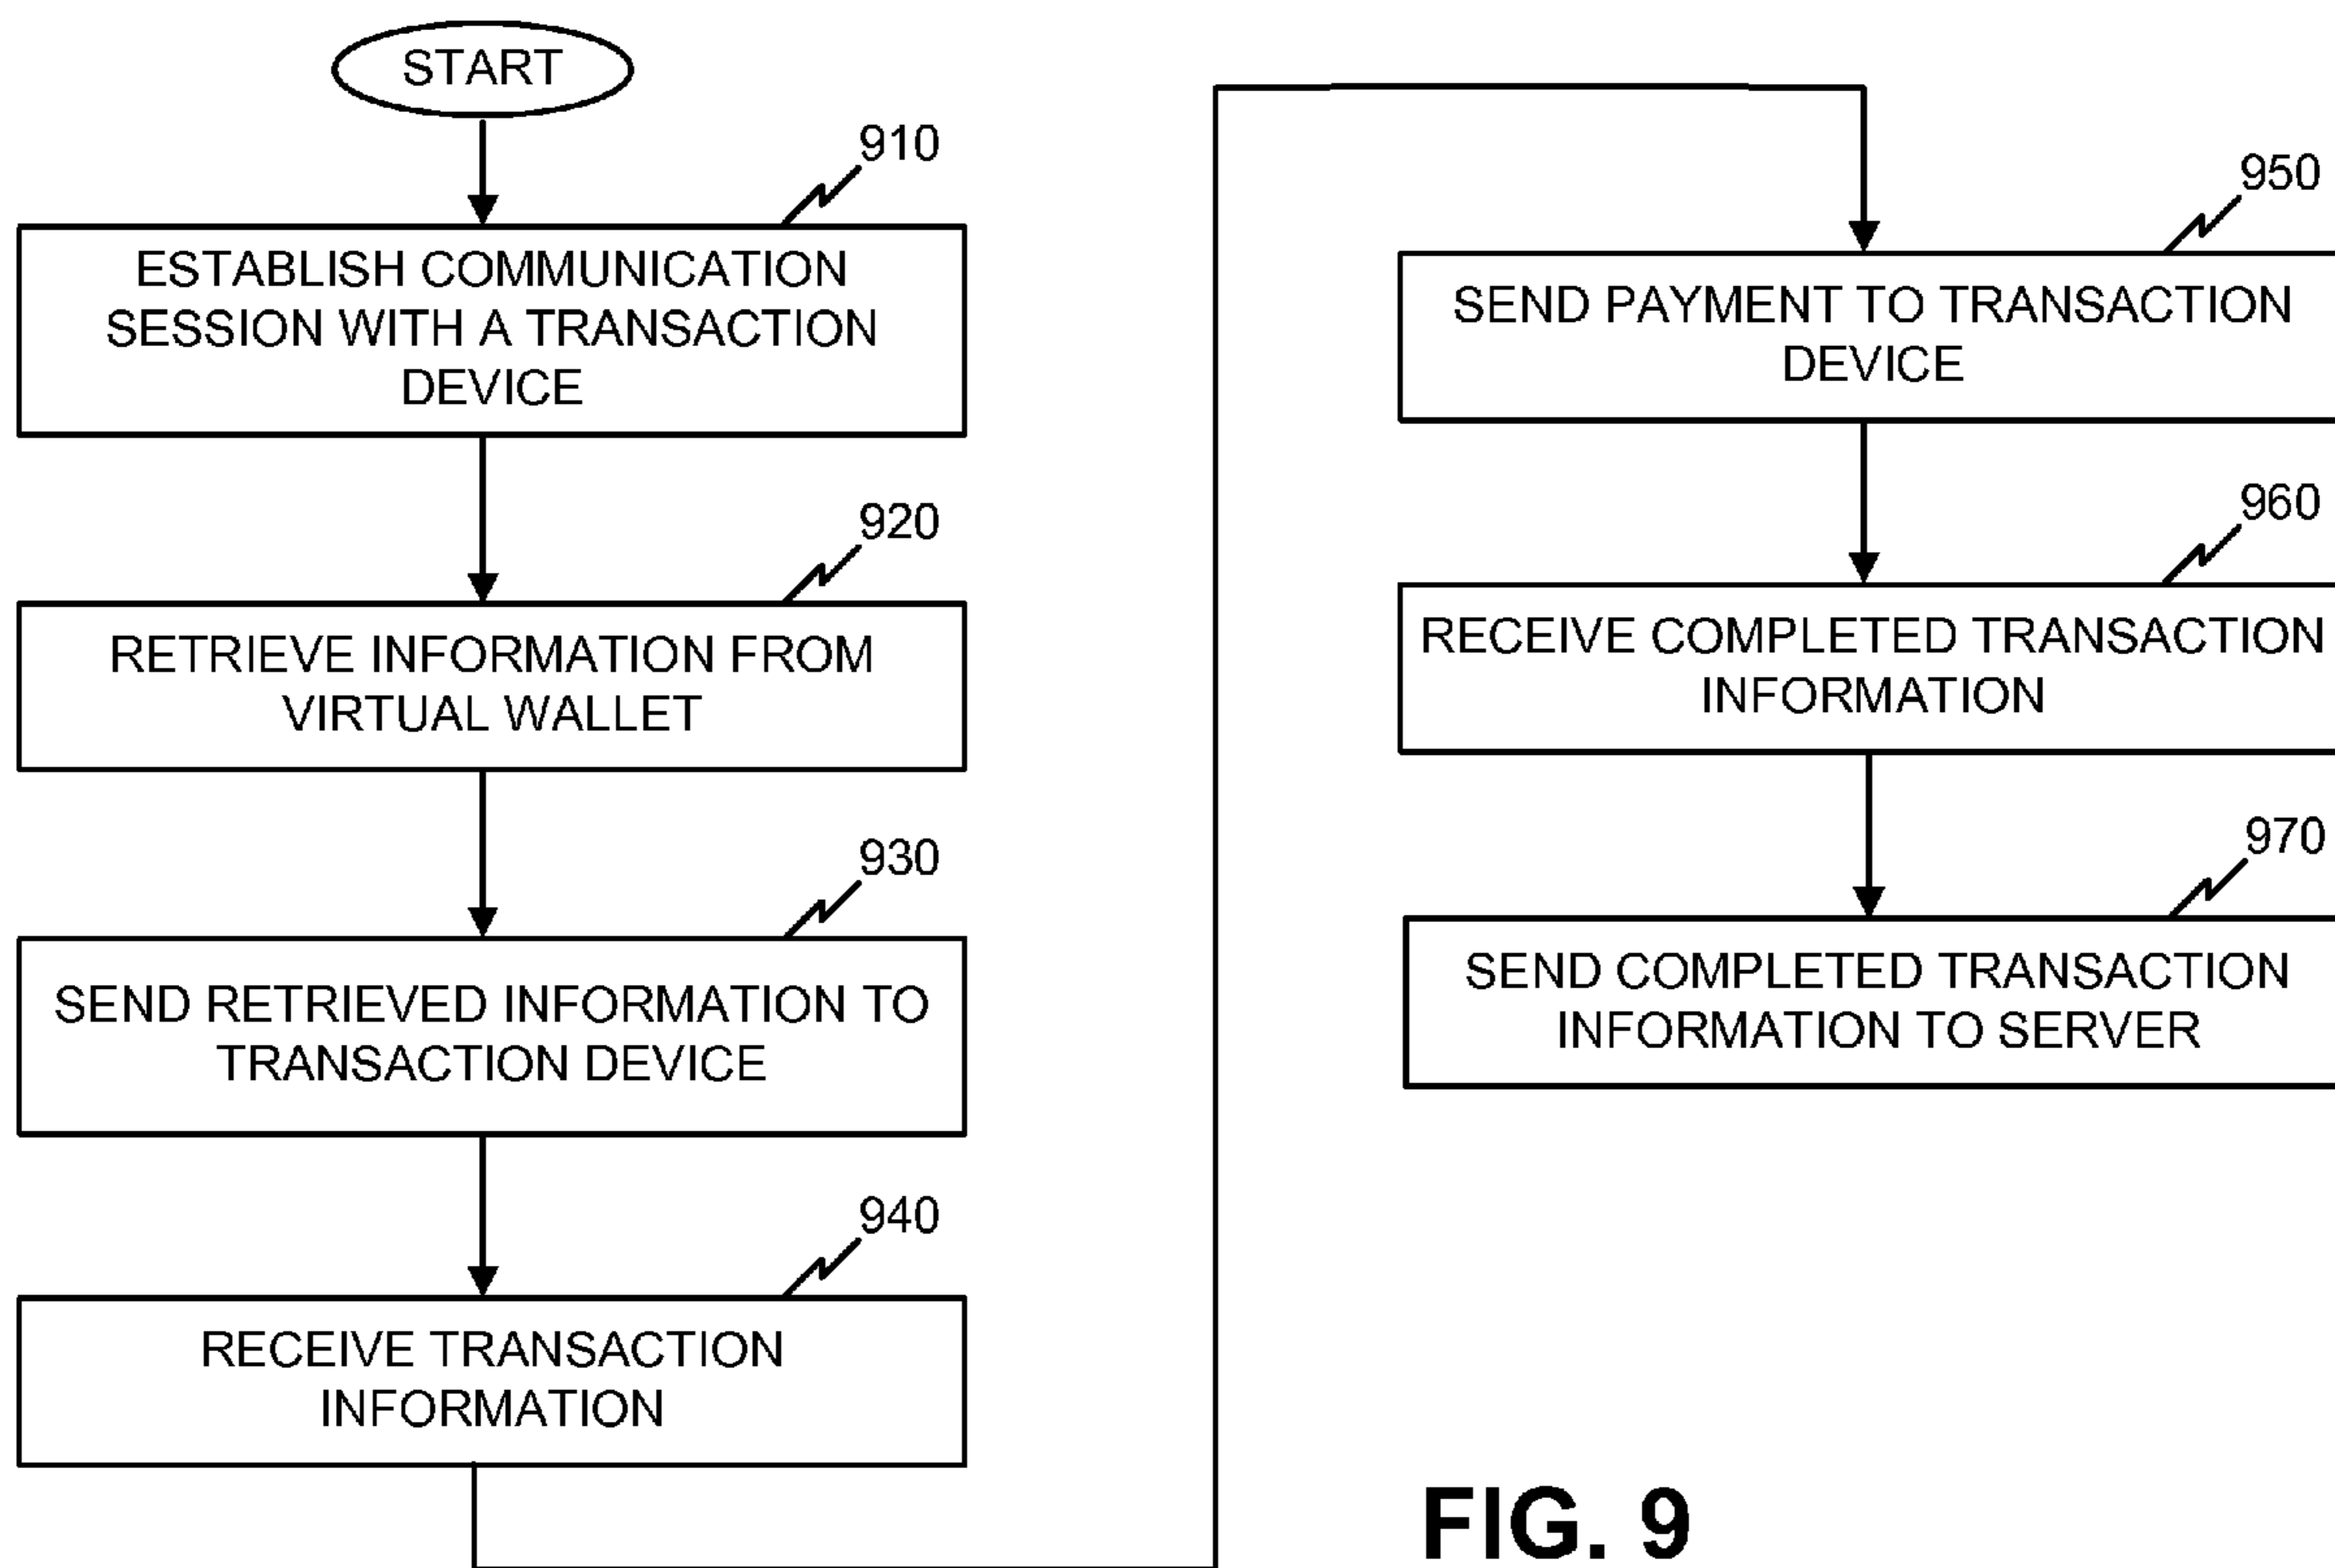 START
910
ESTABLISH COMMUNICATION
SESSION WITH A TRANSACTION
DEVICE
920
RETRIEVE INFORMATION FROM
VIRTUAL WALLET
930
SEND RETRIEVED INFORMATION TO
TRANSACTION DEVICE
940
RECEIVE TRANSACTION
INFORMATION
950
SEND PAYMENT TO TRANSACTION
DEVICE
960
RECEIVE COMPLETED TRANSACTION
INFORMATION
970
SEND COMPLETED TRANSACTION
INFORMATION TO SERVER
FIG. 9